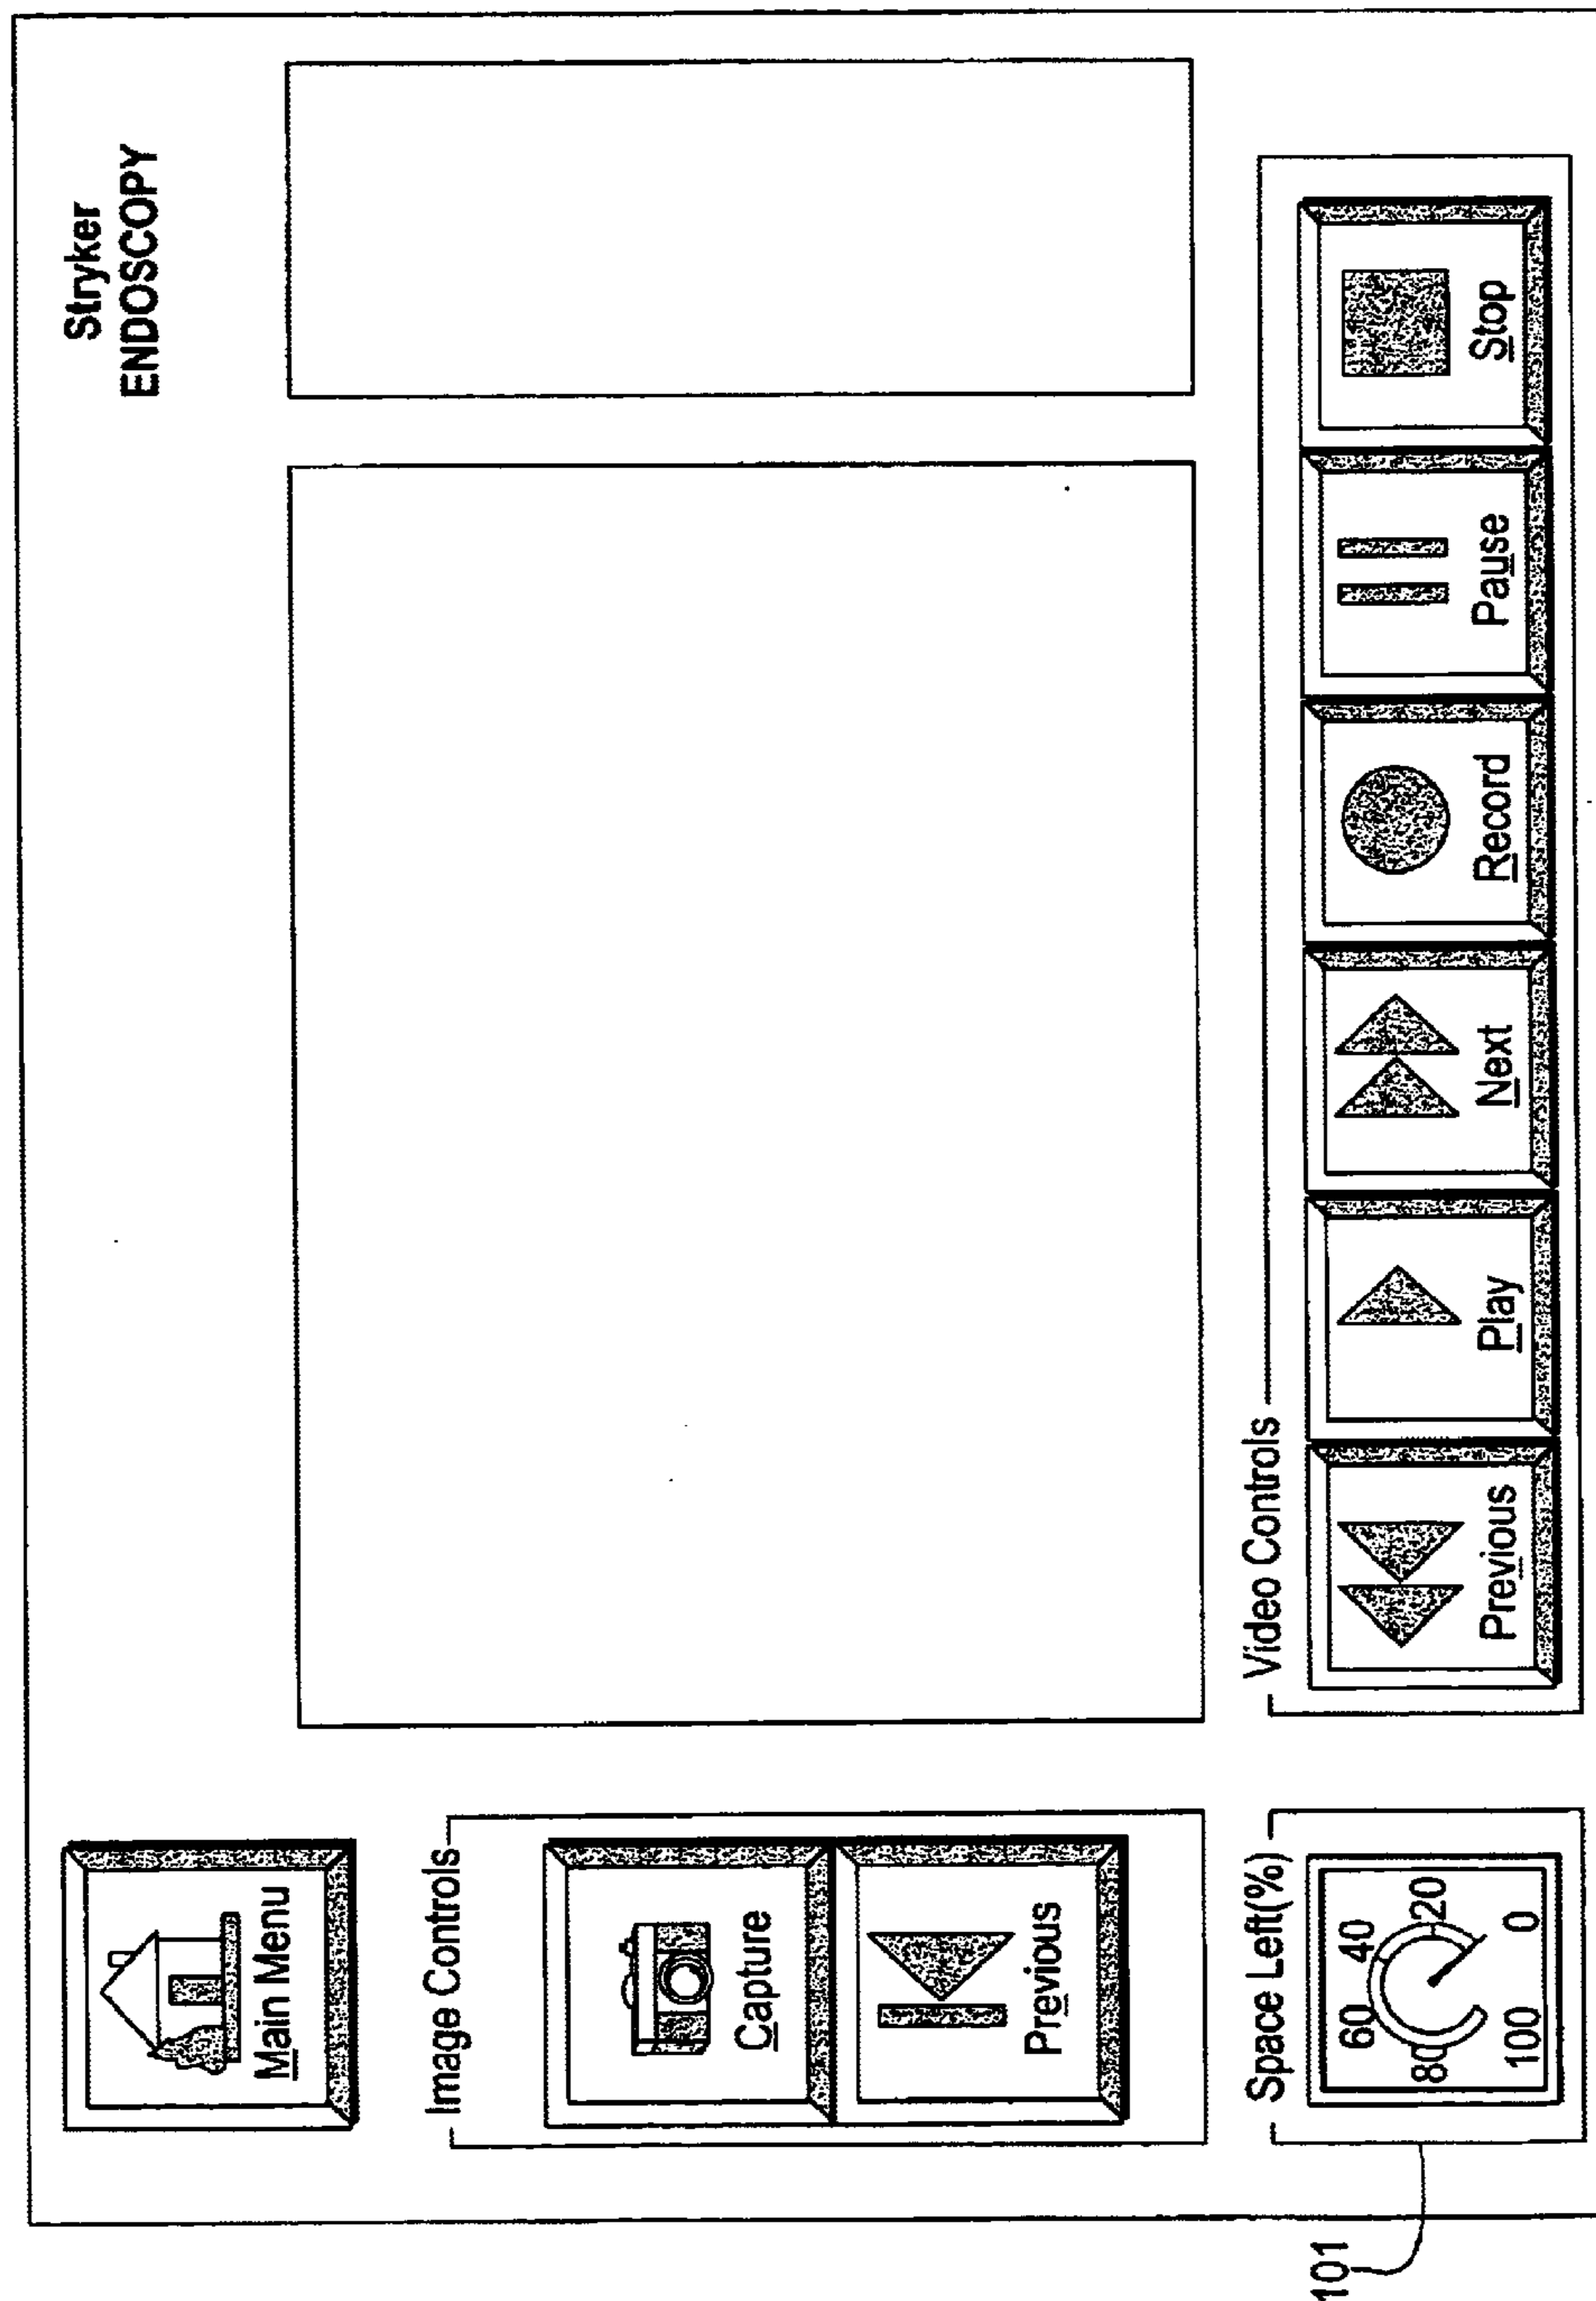 Stryker
ENDOSCOPY
Main Menu
Image Controls
Capture
Previous
Space Left(%)
60 40
80 20
100 0
Video Controls
Previous
Play
Next
Record
Pause
Stop
101